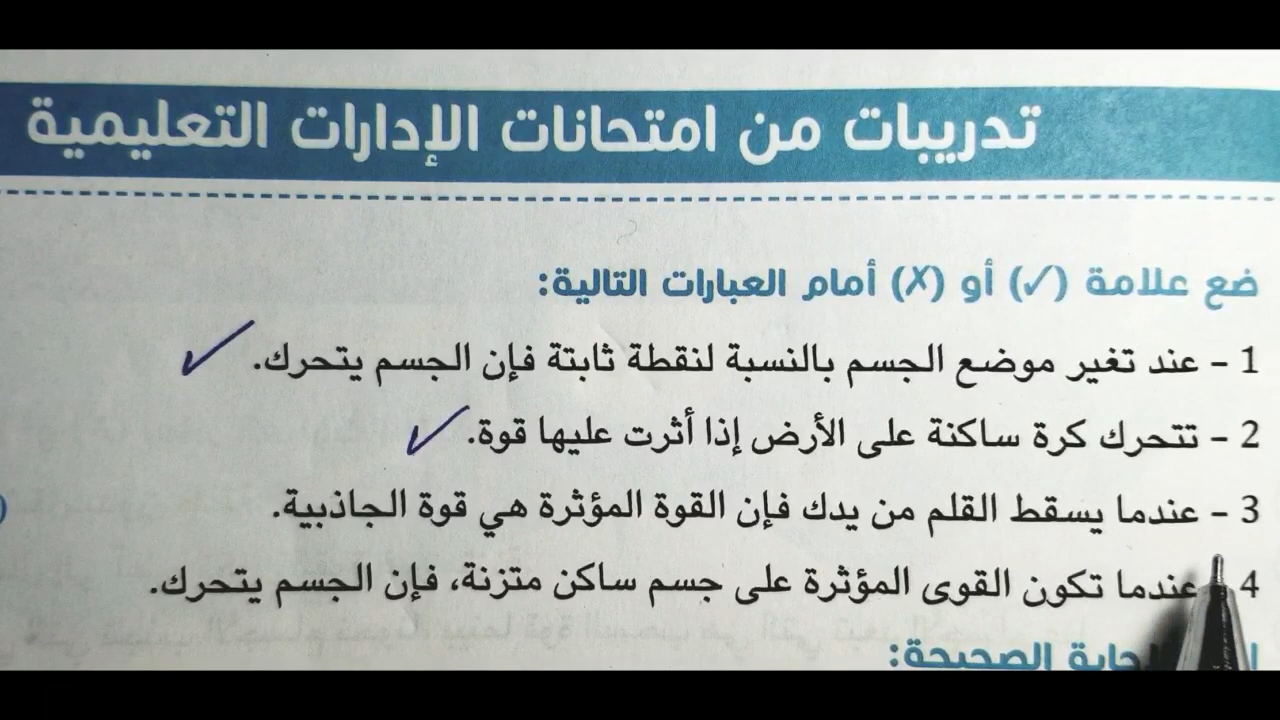 تدريبات من امتحانات الإدارات التعليمية
ضع علامة (✓) أو (✗) أمام العبارات التالية:
1 - عند تغير موضع الجسم بالنسبة لنقطة ثابتة فإن الجسم يتحرك. ✓
2 - تتحرك كرة ساكنة على الأرض إذا أثرت عليها قوة. ✓
3 - عندما يسقط القلم من يدك فإن القوة المؤثرة هي قوة الجاذبية.
4 عندما تكون القوى المؤثرة على جسم ساكن متزنة، فإن الجسم يتحرك.
الصحيحة: